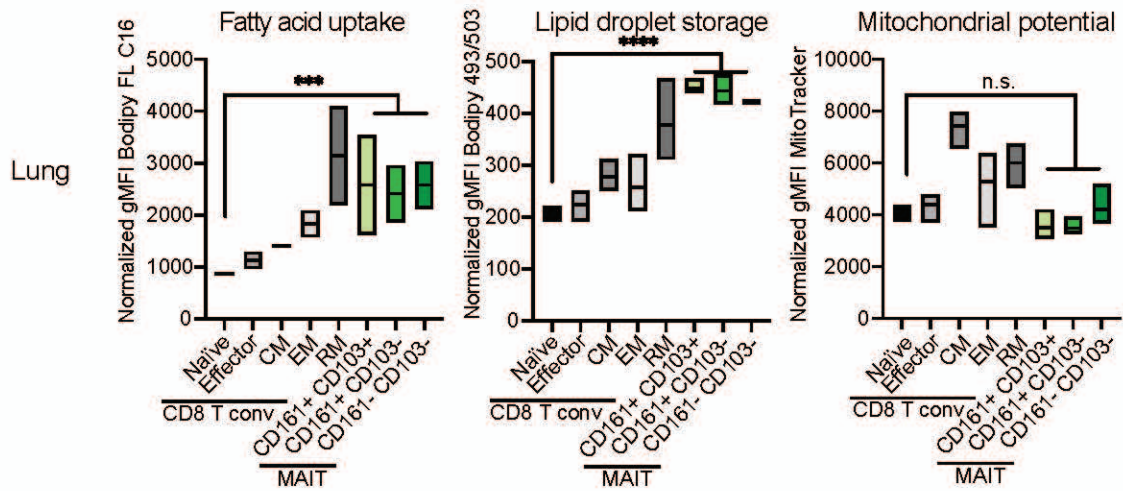 Lung
Fatty acid uptake
Normalized gMFI Bodipy FL C16
5000
4000
3000
2000
1000
0
***
Naïve
Effector
CM
EM
RM
CD161+ CD103+
CD161+ CD103-
CD161- CD103-
CD8 T conv
MAIT
Lipid droplet storage
Normalized gMFI Bodipy 493/503
500
400
300
200
100
0
****
Naïve
Effector
CM
EM
RM
CD161+ CD103+
CD161+ CD103-
CD161- CD103-
CD8 T conv
MAIT
Mitochondrial potential
Normalized gMFI MitoTracker
10000
8000
6000
4000
2000
0
n.s.
Naïve
Effector
CM
EM
RM
CD161+ CD103+
CD161+ CD103-
CD161- CD103-
CD8 T conv
MAIT